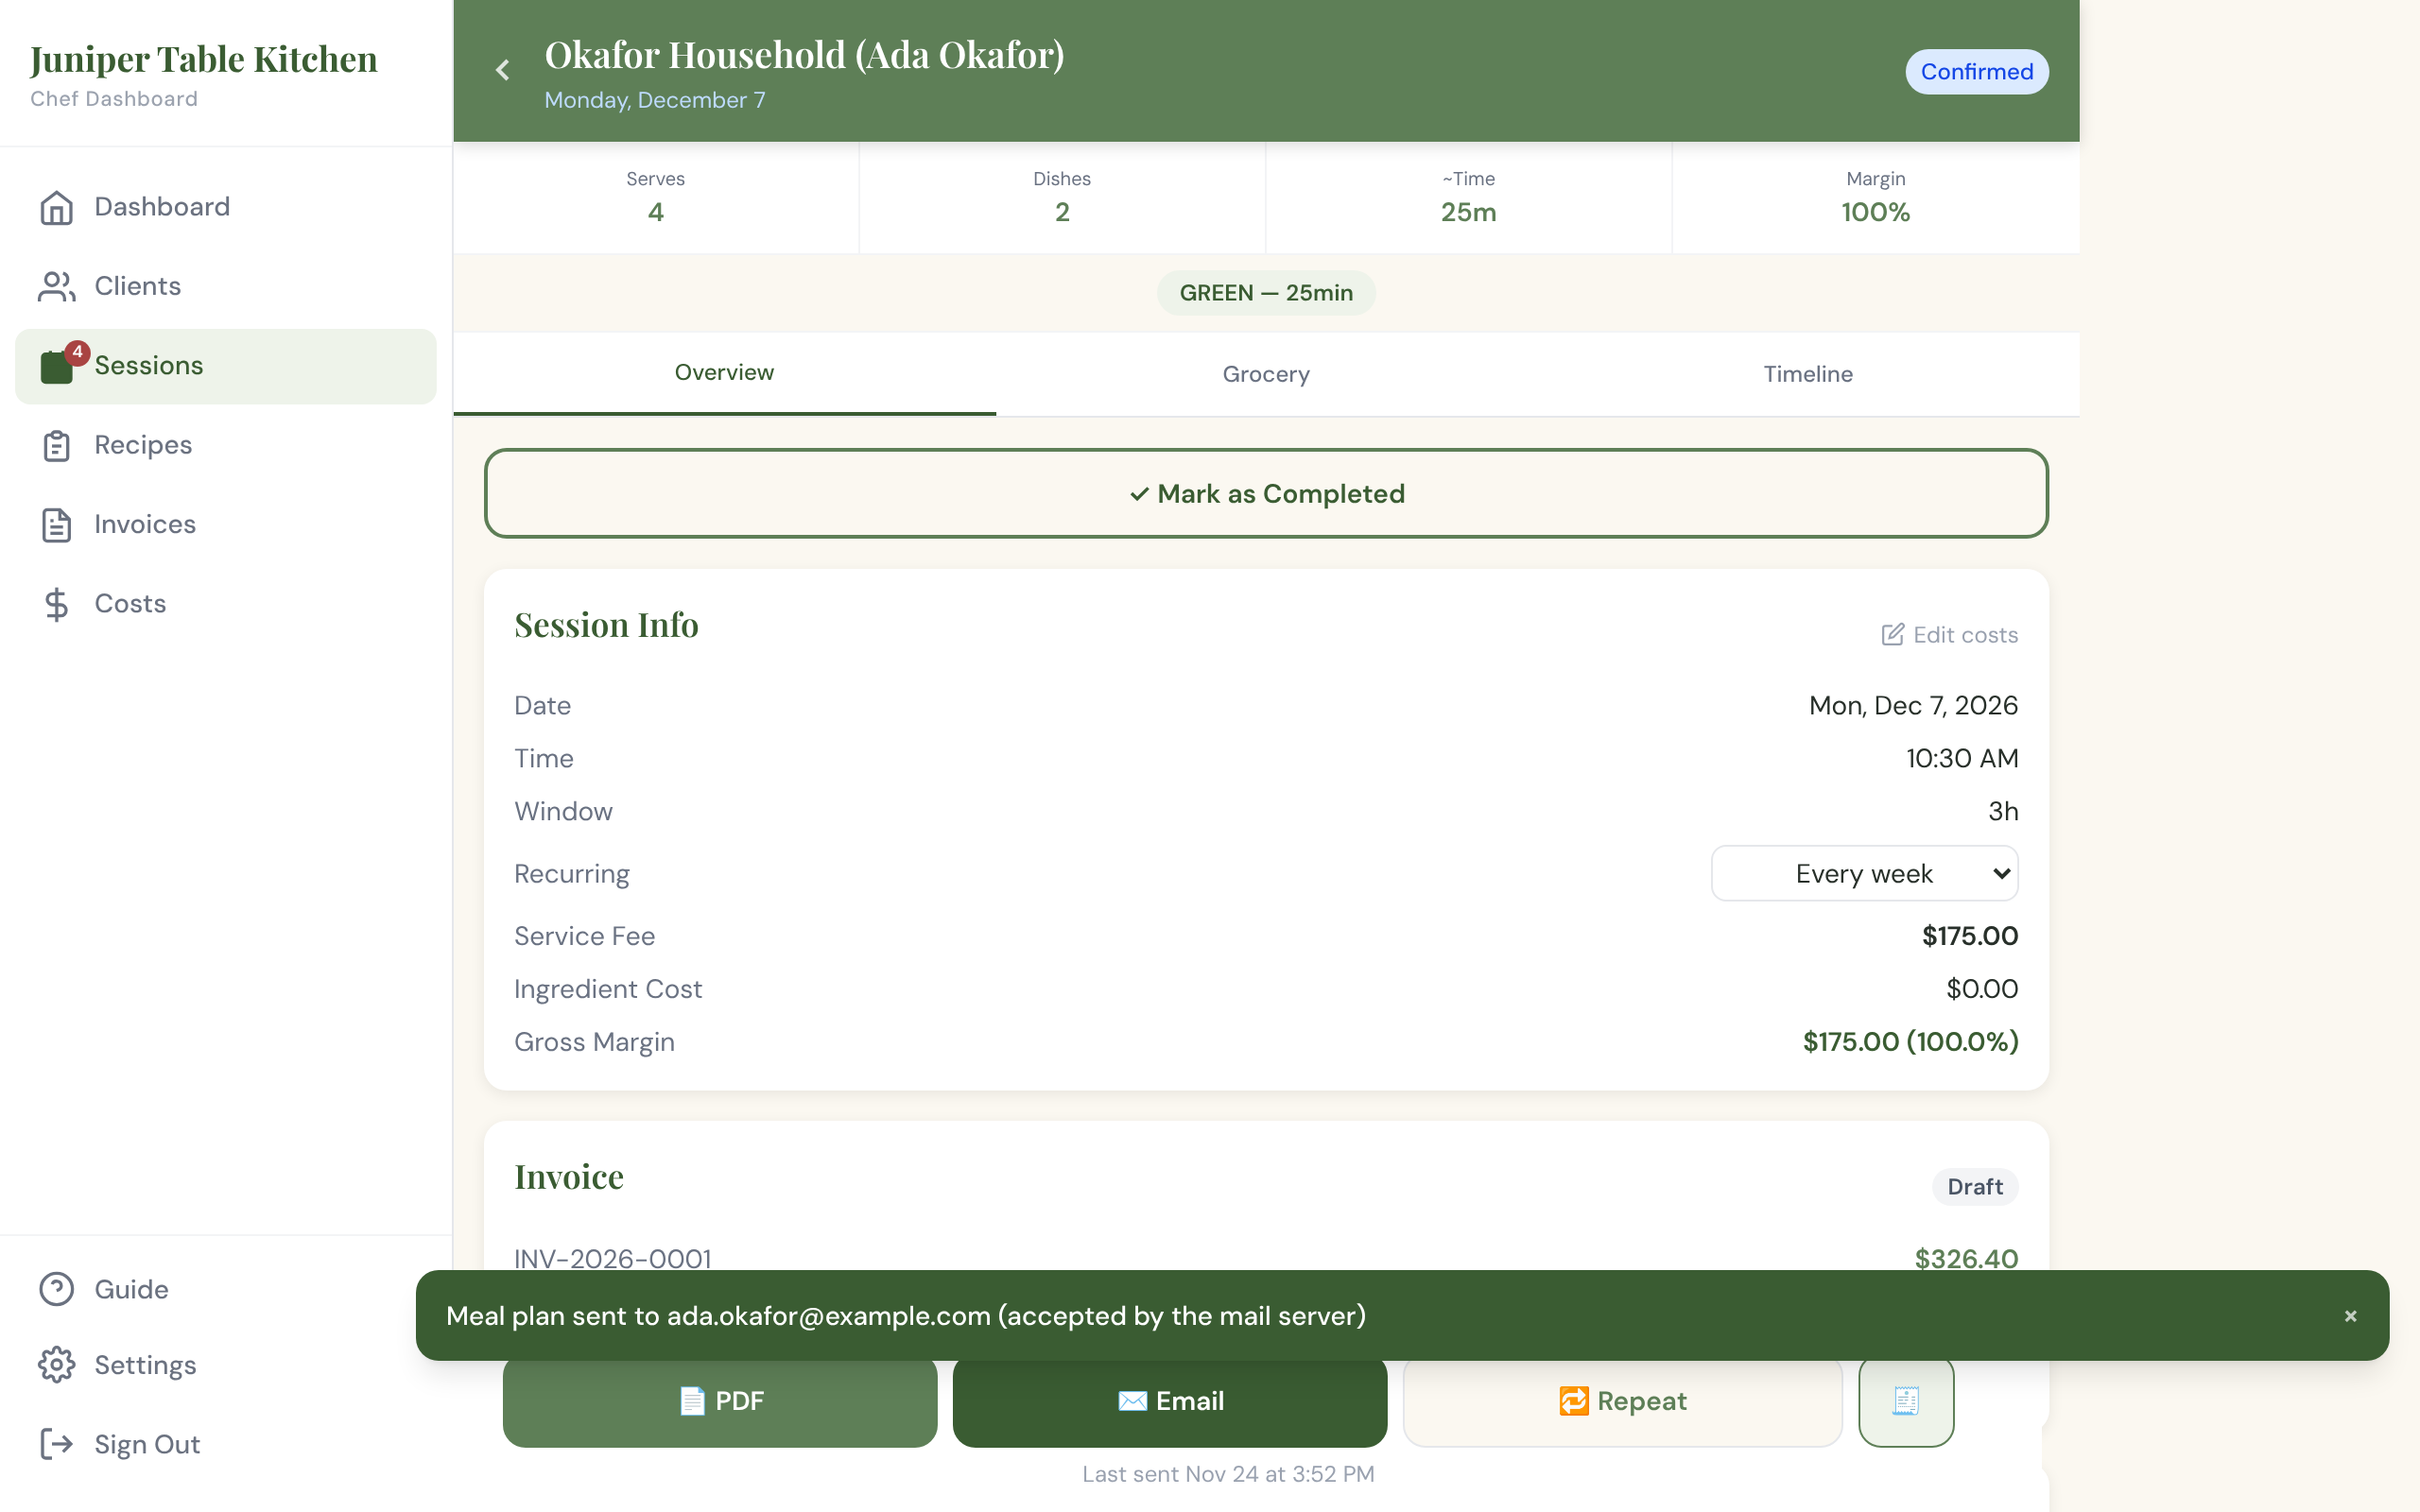 Juniper Table Kitchen
Chef Dashboard
Dashboard
Clients
4
Sessions
Recipes
Invoices
Costs
Guide
Settings
Sign Out
Okafor Household (Ada Okafor)
Monday, December 7
Confirmed
Serves
4
Dishes
2
~Time
25m
Margin
100%
GREEN — 25min
Overview
Grocery
Timeline
✓ Mark as Completed
Session Info
Edit costs
Date
Mon, Dec 7, 2026
Time
10:30 AM
Window
3h
Recurring
Every week
Service Fee
$175.00
Ingredient Cost
$0.00
Gross Margin
$175.00 (100.0%)
Invoice
Draft
INV-2026-0001
$326.40
Meal plan sent to ada.okafor@example.com (accepted by the mail server)
×
PDF
Email
Repeat
Last sent Nov 24 at 3:52 PM